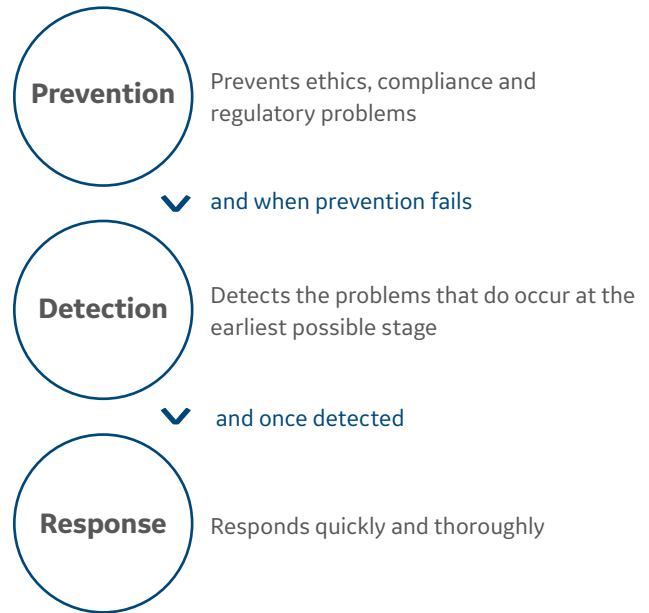 Prevention
Prevents ethics, compliance and
regulatory problems
and when prevention fails
Detection
Detects the problems that do occur at the
earliest possible stage
and once detected
Response
Responds quickly and thoroughly